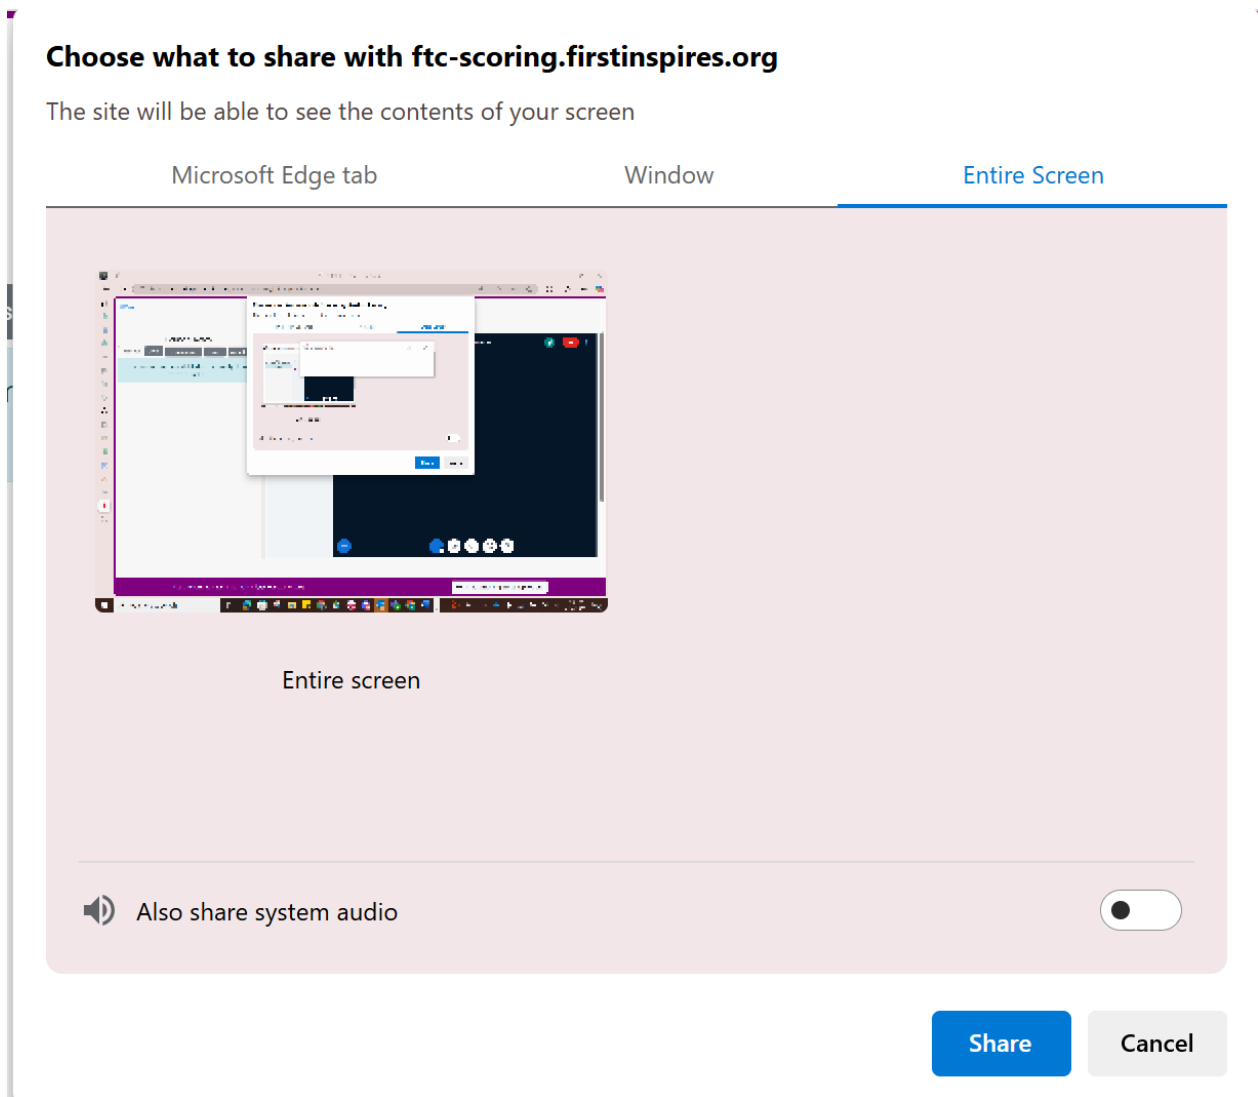 Choose what to share with ftc-scoring.firstinspires.org
The site will be able to see the contents of your screen
Microsoft Edge tab
Window
Entire Screen
Entire screen
Also share system audio
Share
Cancel